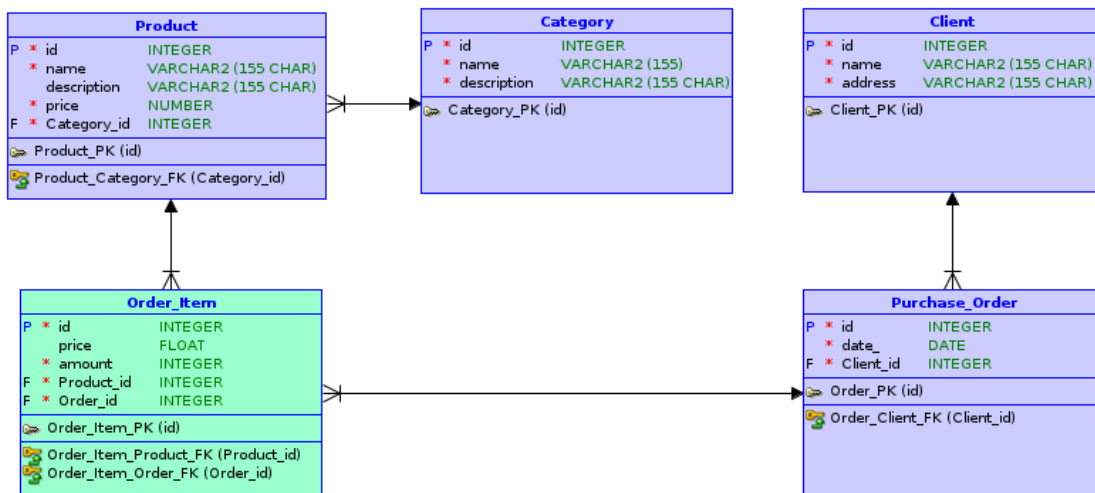 Product
P * id INTEGER
* name VARCHAR2 (155 CHAR)
description VARCHAR2 (155 CHAR)
* price NUMBER
F * Category_id INTEGER
Product_PK (id)
Product_Category_FK (Category_id)
Category
P * id INTEGER
* name VARCHAR2 (155)
* description VARCHAR2 (155 CHAR)
Category_PK (id)
Client
P * id INTEGER
* name VARCHAR2 (155 CHAR)
* address VARCHAR2 (155 CHAR)
Client_PK (id)
Order_Item
P * id INTEGER
price FLOAT
* amount INTEGER
F * Product_id INTEGER
F * Order_id INTEGER
Order_Item_PK (id)
Order_Item_Product_FK (Product_id)
Order_Item_Order_FK (Order_id)
Purchase_Order
P * id INTEGER
* date_ DATE
F * Client_id INTEGER
Order_PK (id)
Order_Client_FK (Client_id)